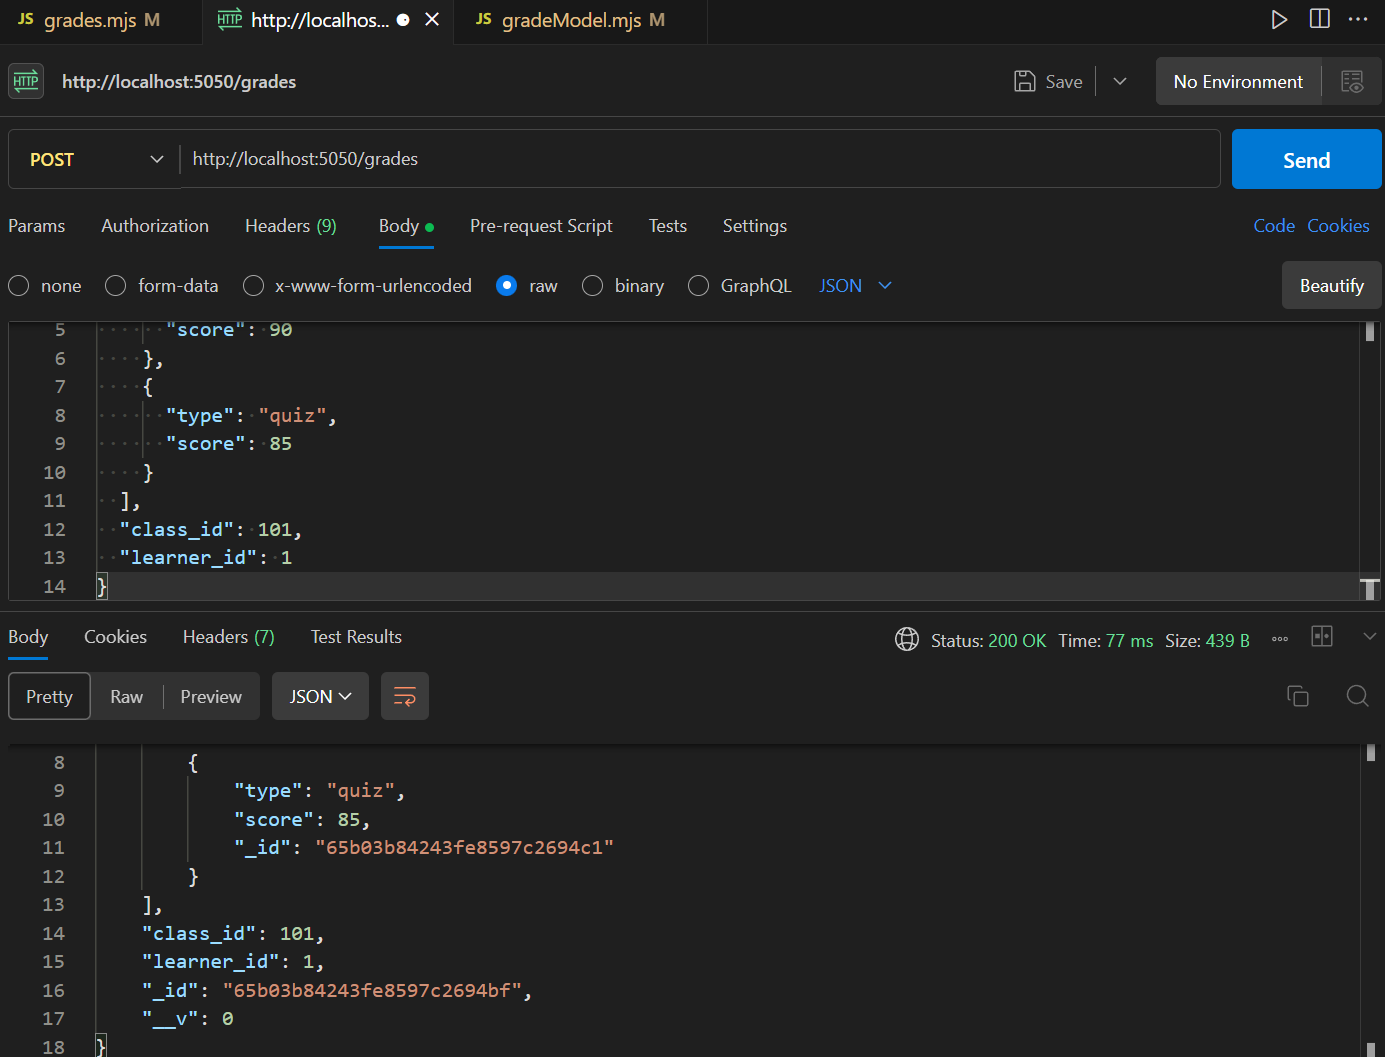 JS grades.mjs M
HTTP http://localhos...
JS gradeModel.mjs M
HTTP http://localhost:5050/grades
Save
No Environment
POST http://localhost:5050/grades
Send
Params Authorization Headers (9) Body Pre-request Script Tests Settings Code Cookies
none form-data x-www-form-urlencoded raw binary GraphQL JSON Beautify
5 "score": 90
6 },
7 {
8 "type": "quiz",
9 "score": 85
10 }
11 ],
12 "class_id": 101,
13 "learner_id": 1
14 }
Body Cookies Headers (7) Test Results Status: 200 OK Time: 77 ms Size: 439 B
Pretty Raw Preview JSON
8 {
9 "type": "quiz",
10 "score": 85,
11 "_id": "65b03b84243fe8597c2694c1"
12 }
13 ],
14 "class_id": 101,
15 "learner_id": 1,
16 "_id": "65b03b84243fe8597c2694bf",
17 "__v": 0
18 }